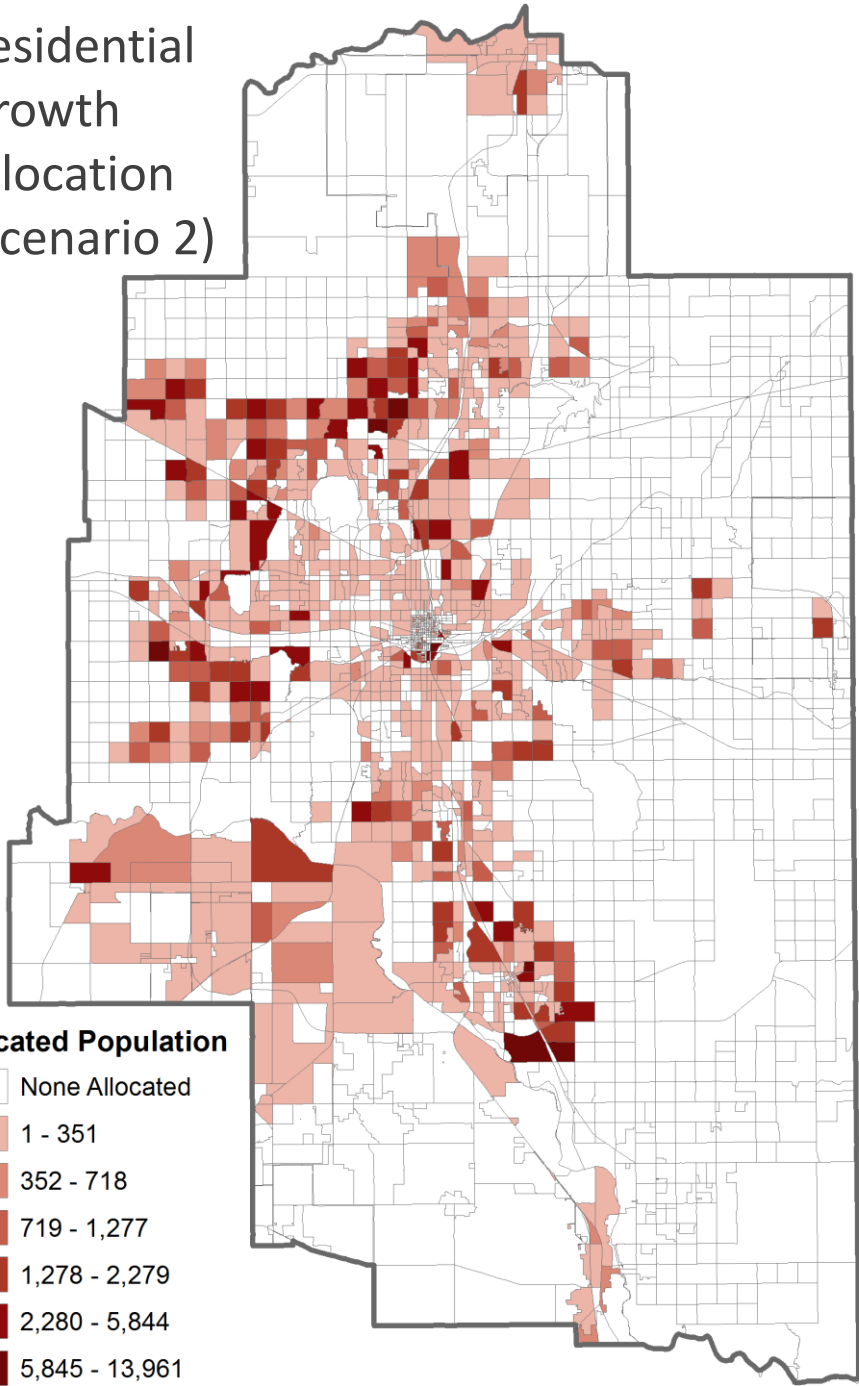 esidential
rowth
location
cenario 2)
cated Population
None Allocated
1 - 351
352 - 718
719 - 1,277
1,278 - 2,279
2,280 - 5,844
5,845 - 13,961